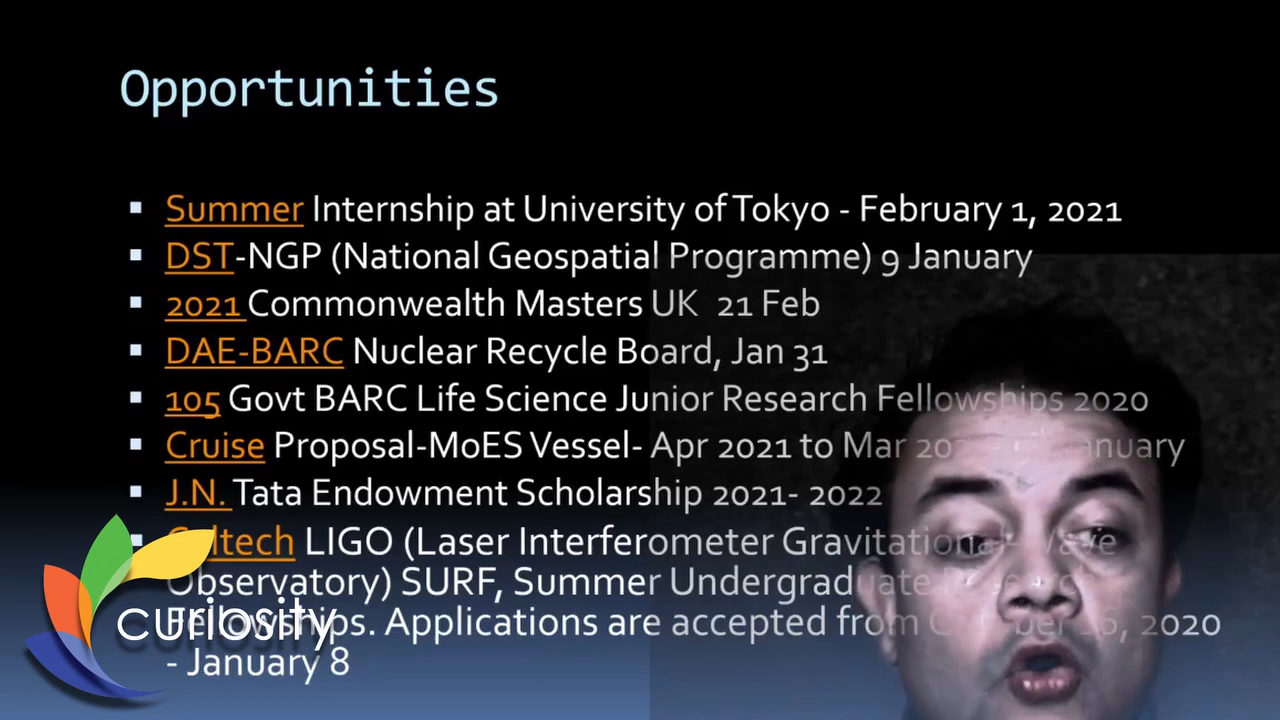 Opportunities
Summer Internship at University of Tokyo - February 1, 2021
DST-NGP (National Geospatial Programme) 9 January
2021 Commonwealth Masters UK 21 Feb
DAE-BARC Nuclear Recycle Board, Jan 31
105 Govt BARC Life Science Junior Research Fellowships 2020
Cruise Proposal-MoES Vessel- Apr 2021 to Mar January
J.N. Tata Endowment Scholarship 2021- 2022
Caltech LIGO (Laser Interferometer Gravitational-Wave
Observatory) SURF, Summer Undergraduate
Fellowships. Applications are accepted from 2020
- January 8
curiosity